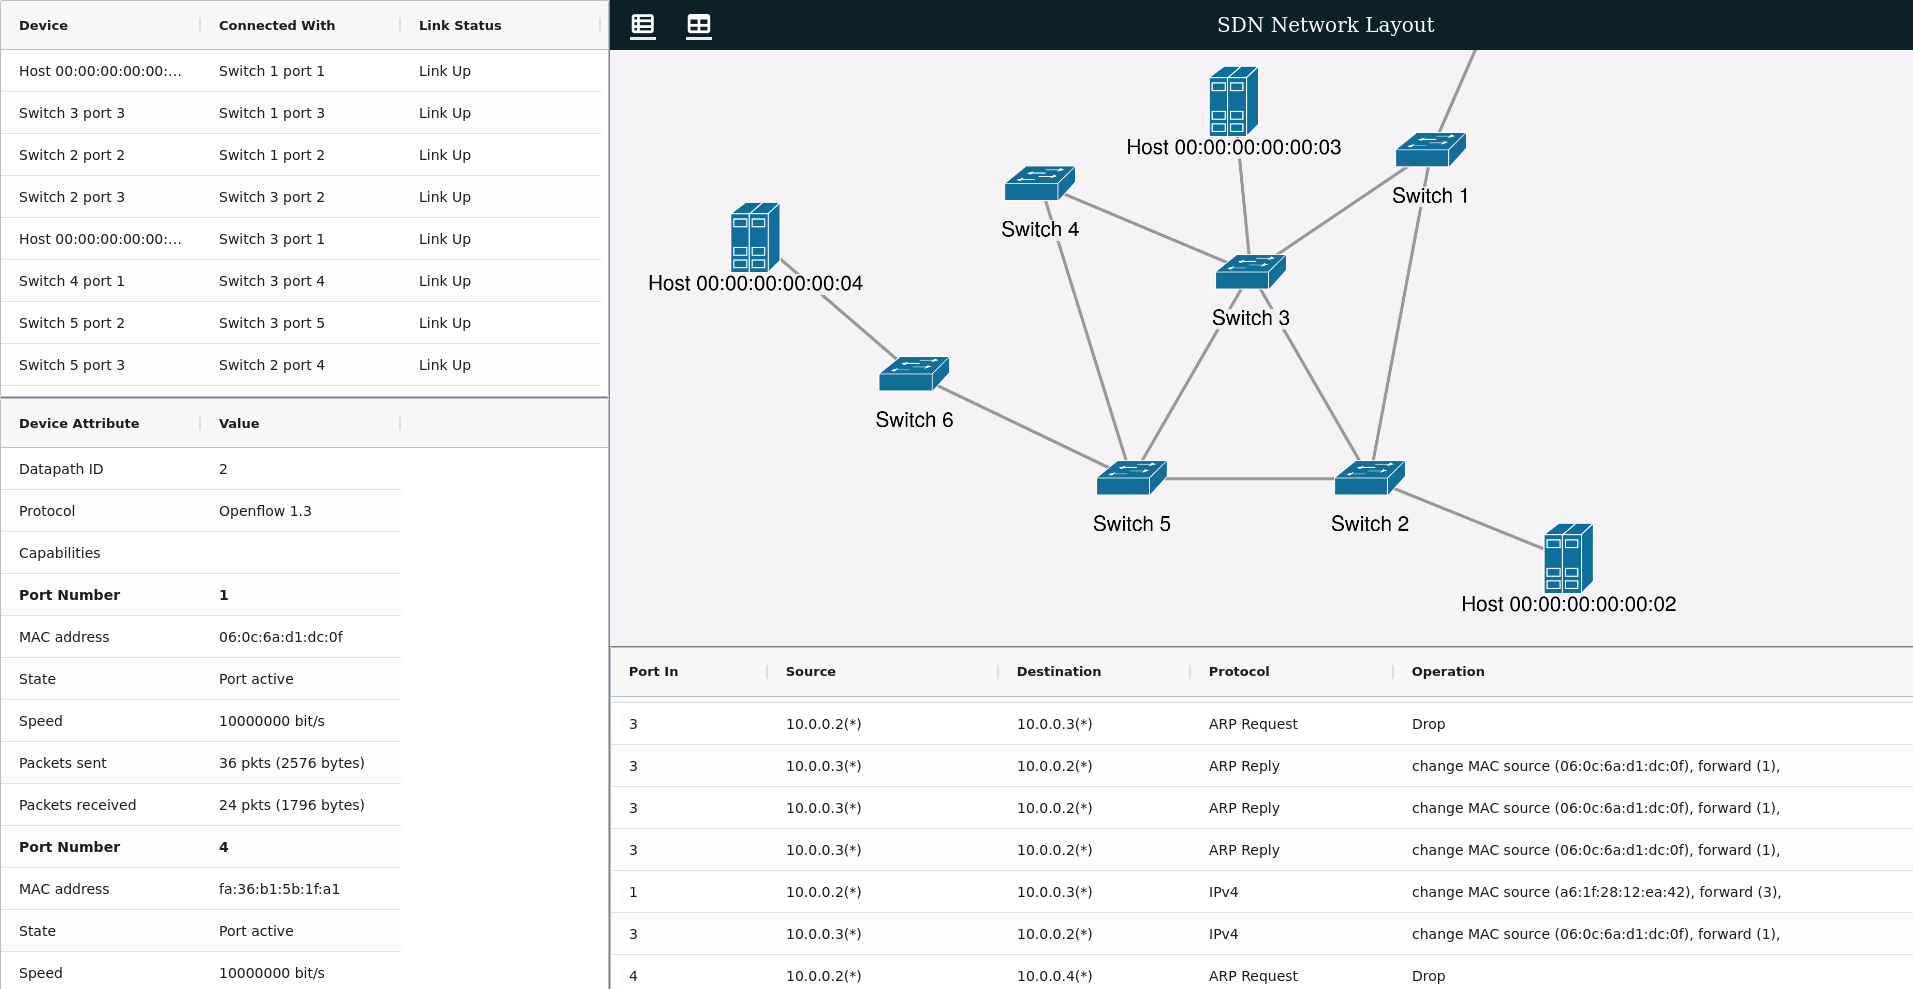 Device Connected With Link Status
Host 00:00:00:00:00:... Switch 1 port 1 Link Up
Switch 3 port 3 Switch 1 port 3 Link Up
Switch 2 port 2 Switch 1 port 2 Link Up
Switch 2 port 3 Switch 3 port 2 Link Up
Host 00:00:00:00:00:... Switch 3 port 1 Link Up
Switch 4 port 1 Switch 3 port 4 Link Up
Switch 5 port 2 Switch 3 port 5 Link Up
Switch 5 port 3 Switch 2 port 4 Link Up
Device Attribute Value
Datapath ID 2
Protocol Openflow 1.3
Capabilities
Port Number 1
MAC address 06:0c:6a:d1:dc:0f
State Port active
Speed 10000000 bit/s
Packets sent 36 pkts (2576 bytes)
Packets received 24 pkts (1796 bytes)
Port Number 4
MAC address fa:36:b1:5b:1f:a1
State Port active
Speed 10000000 bit/s
SDN Network Layout
Host 00:00:00:00:00:03
Switch 1
Switch 4
Host 00:00:00:00:00:04
Switch 3
Switch 6
Switch 5
Switch 2
Host 00:00:00:00:00:02
Port In Source Destination Protocol Operation
3 10.0.0.2(*) 10.0.0.3(*) ARP Request Drop
3 10.0.0.3(*) 10.0.0.2(*) ARP Reply change MAC source (06:0c:6a:d1:dc:0f), forward (1),
3 10.0.0.3(*) 10.0.0.2(*) ARP Reply change MAC source (06:0c:6a:d1:dc:0f), forward (1),
3 10.0.0.3(*) 10.0.0.2(*) ARP Reply change MAC source (06:0c:6a:d1:dc:0f), forward (1),
1 10.0.0.2(*) 10.0.0.3(*) IPv4 change MAC source (a6:1f:28:12:ea:42), forward (3),
3 10.0.0.3(*) 10.0.0.2(*) IPv4 change MAC source (06:0c:6a:d1:dc:0f), forward (1),
4 10.0.0.2(*) 10.0.0.4(*) ARP Request Drop